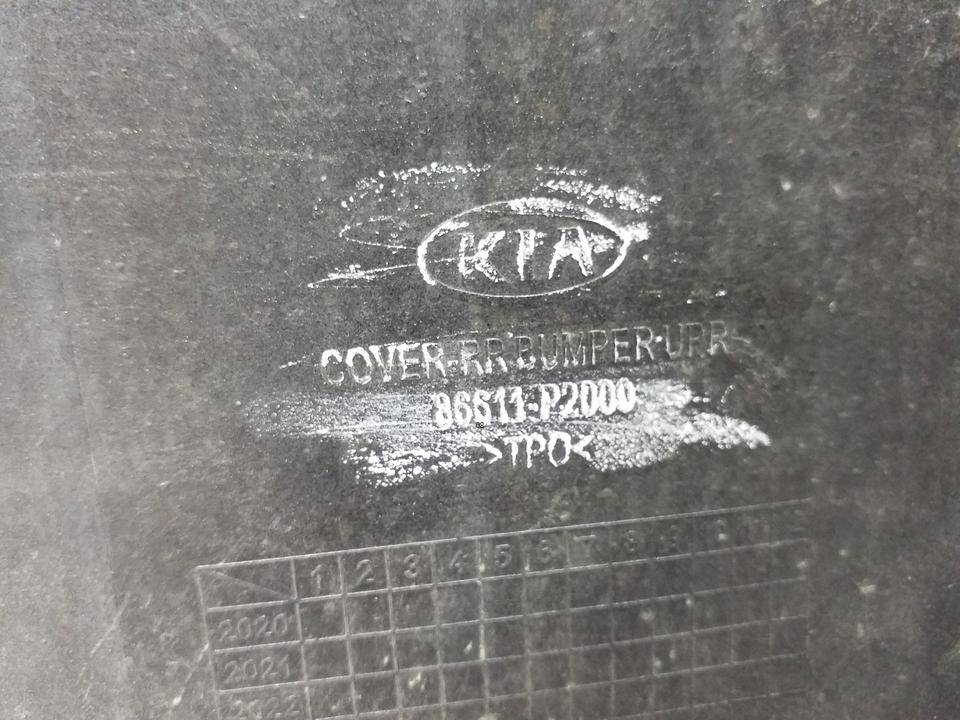 KIA
COVER-RR BUMPER·UPR
86611-P2000
>TPO<
1 2 3 4 5 6 7 8 9 10 11
2020
2021
2022